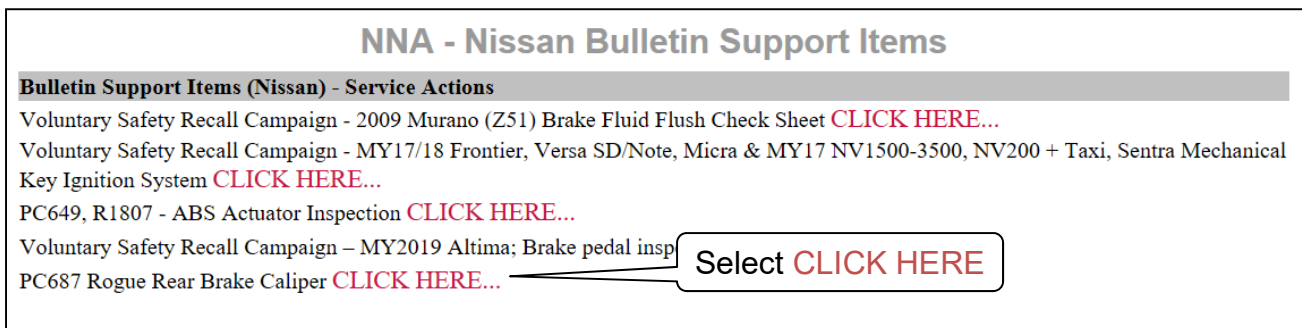 NNA - Nissan Bulletin Support Items
Bulletin Support Items (Nissan) - Service Actions
Voluntary Safety Recall Campaign - 2009 Murano (Z51) Brake Fluid Flush Check Sheet CLICK HERE...
Voluntary Safety Recall Campaign - MY17/18 Frontier, Versa SD/Note, Micra & MY17 NV1500-3500, NV200 + Taxi, Sentra Mechanical
Key Ignition System CLICK HERE...
PC649, R1807 - ABS Actuator Inspection CLICK HERE...
Voluntary Safety Recall Campaign – MY2019 Altima; Brake pedal insp
Select CLICK HERE
PC687 Rogue Rear Brake Caliper CLICK HERE...